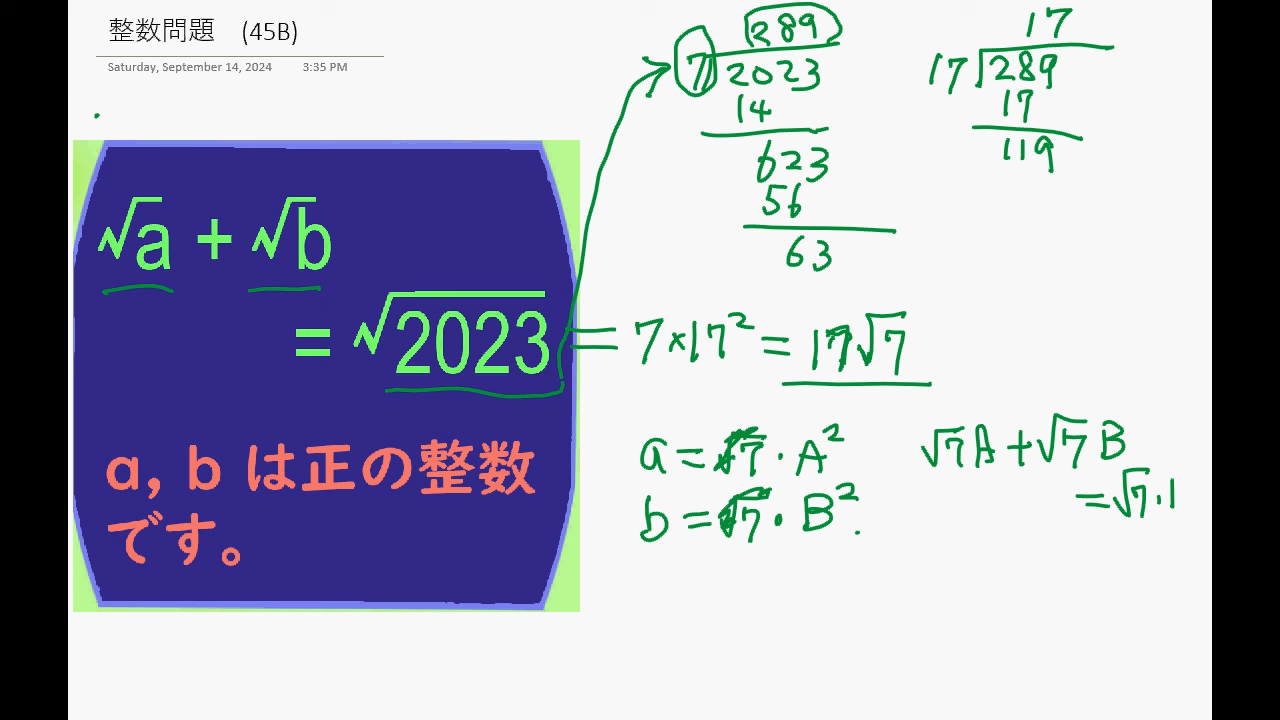 整数問題 (45B)
Saturday, September 14, 2024 3:35 PM
√a + √b
= √2023
a, b は正の整数
です。
289
7 2023
14
623
56
63
17
17 289
17
119
= 7×17² = 17√7
a = 7・A²
b = 7・B².
√7A+√7B
= √7・1